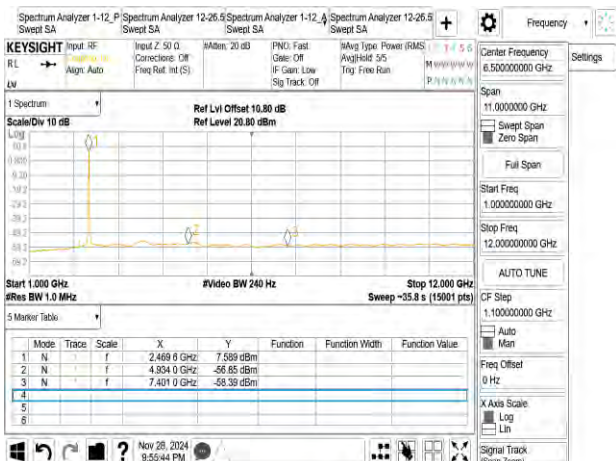 Spectrum Analyzer 1-12_P
Swept SA
Spectrum Analyzer 12-26.5
Swept SA
Spectrum Analyzer 1-12_A
Swept SA
Spectrum Analyzer 12-26.5
Swept SA
+
Frequency
KEYSIGHT
RL
Input: RF
Align: Auto
Input Z: 50 Ω
Corrections: Off
Freq Ref: Int (S)
#Atten: 20 dB
PNO: Fast
Gate: Off
IF Gain: Low
Sig Track: Off
#Avg Type: Power (RMS)
Avg|Hold: 5/5
Trig: Free Run
Center Frequency
6.500000000 GHz
Settings
Span
11.0000000 GHz
Swept Span
Zero Span
Full Span
Start Freq
1.000000000 GHz
Stop Freq
12.000000000 GHz
AUTO TUNE
CF Step
1.100000000 GHz
Auto
Man
Freq Offset
0 Hz
X Axis Scale
Log
Lin
Signal Track
1 Spectrum
Scale/Div 10 dB
Ref Lvl Offset 10.80 dB
Ref Level 20.80 dBm
Log
1
2
3
Start 1.000 GHz
#Video BW 240 Hz
Stop 12.000 GHz
#Res BW 1.0 MHz
Sweep ~35.8 s (15001 pts)
5 Marker Table
Mode Trace Scale X Y Function Function Width Function Value
1 N f 2.469 6 GHz 7.589 dBm
2 N f 4.934 0 GHz -56.65 dBm
3 N f 7.401 0 GHz -58.39 dBm
4
5
6
?
Nov 28, 2024
9:55:44 PM